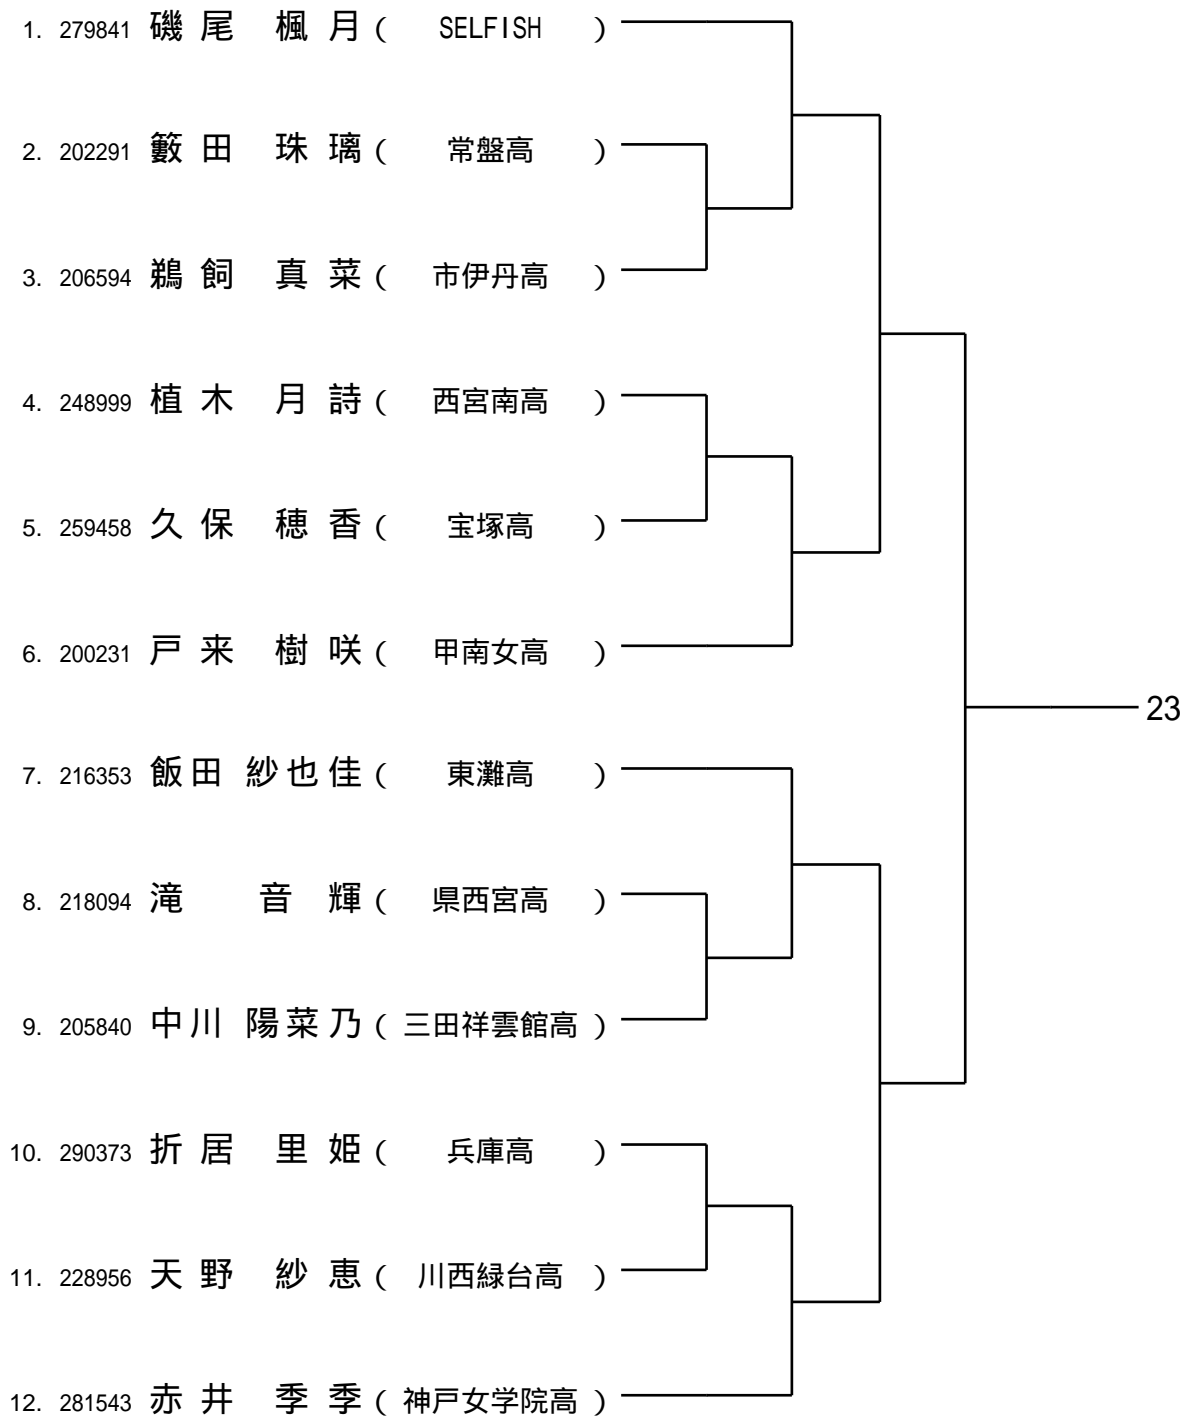 1. 279841 磯尾 楓月 ( SELFISH )
2. 202291 籔田 珠璃 ( 常盤高 )
3. 206594 鵜飼 真菜 ( 市伊丹高 )
4. 248999 植木 月詩 ( 西宮南高 )
5. 259458 久保 穂香 ( 宝塚高 )
6. 200231 戸来 樹咲 ( 甲南女高 )
23
7. 216353 飯田 紗也佳 ( 東灘高 )
8. 218094 滝 音輝 ( 県西宮高 )
9. 205840 中川 陽菜乃 ( 三田祥雲館高 )
10. 290373 折居 里姫 ( 兵庫高 )
11. 228956 天野 紗恵 ( 川西緑台高 )
12. 281543 赤井 季季 ( 神戸女学院高 )